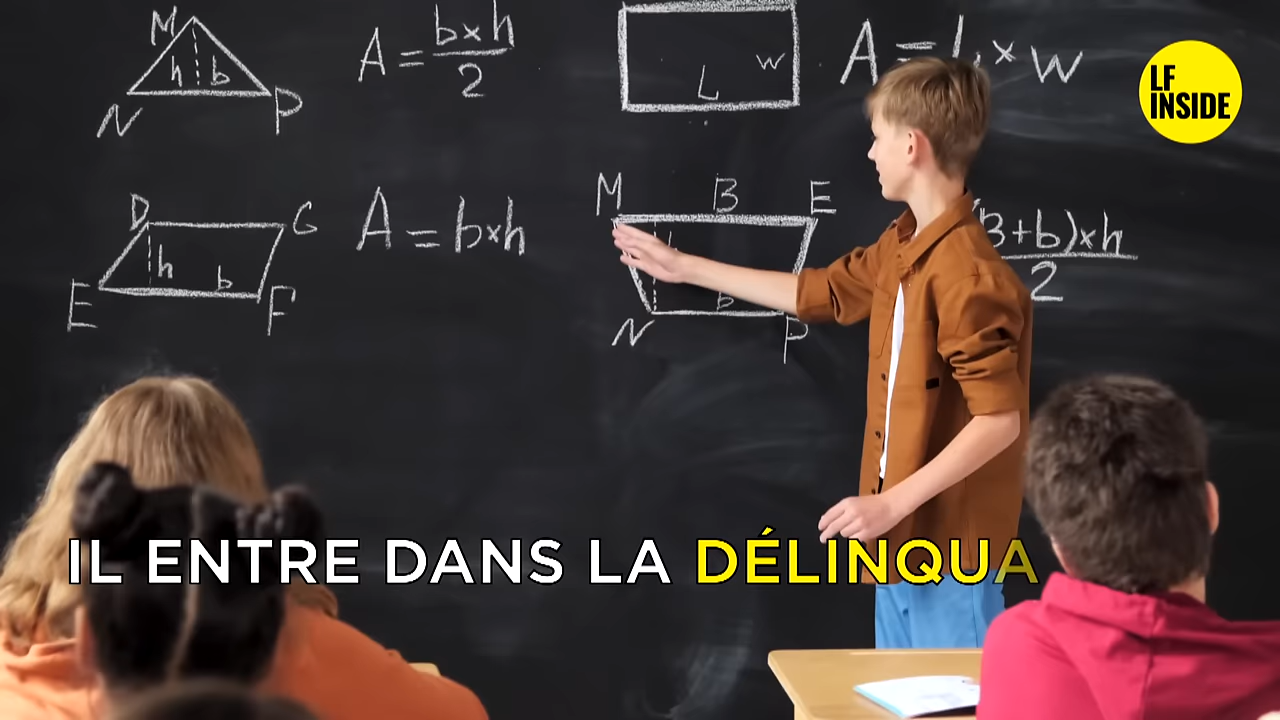 M
h b
N P
A = b×h
2
L
w
A = L × w
LF
INSIDE
D G
h b
E F
A = b×h
M B E
b
N P
B+b)×h
2
IL ENTRE DANS LA DÉLINQUA